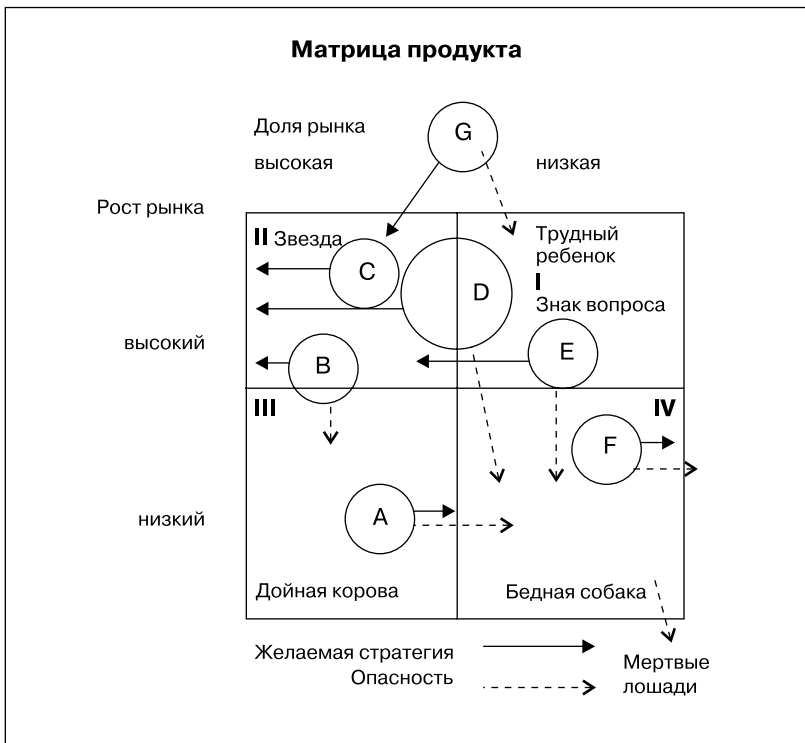 Матрица продукта
Доля рынка
G
высокая
низкая
Рост рынка
II Звезда
Трудный
ребенок
I
Знак вопроса
C
D
высокий
B
E
III
IV
F
низкий
A
Дойная корова
Бедная собака
Желаемая стратегия
Опасность
Мертвые
лошади